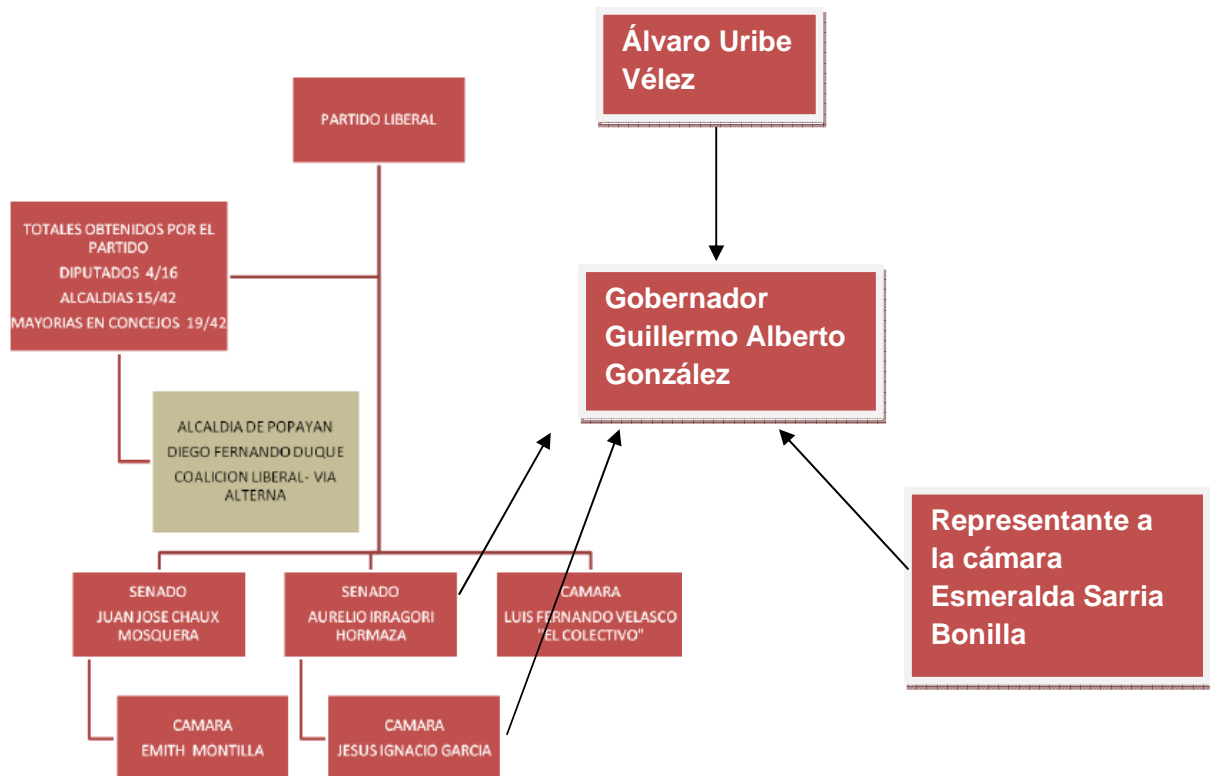 Álvaro Uribe
Vélez
PARTIDO LIBERAL
TOTALES OBTENIDOS POR EL
PARTIDO
DIPUTADOS 4/16
ALCALDIAS 15/42
MAYORIAS EN CONCEJOS 19/42
Gobernador
Guillermo Alberto
González
ALCALDIA DE POPAYAN
DIEGO FERNANDO DUQUE
COALICION LIBERAL- VIA
ALTERNA
Representante a
la cámara
Esmeralda Sarria
Bonilla
SENADO
JUAN JOSE CHAUX
MOSQUERA
SENADO
AURELIO IRRAGORI
HORMAZA
CAMARA
LUIS FERNANDO VELASCO
"EL COLECTIVO"
CAMARA
EMITH MONTILLA
CAMARA
JESUS IGNACIO GARCIA